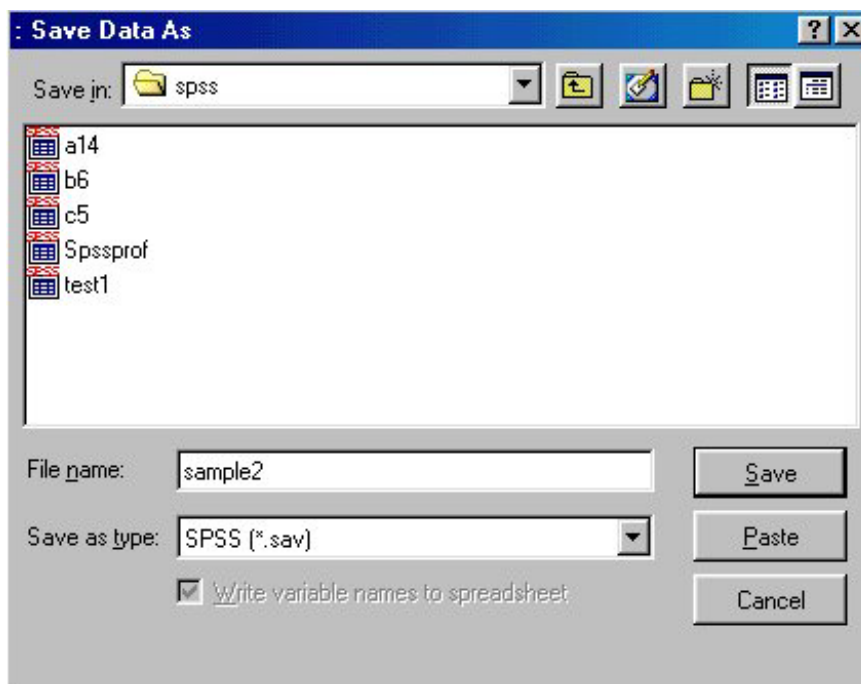 : Save Data As
Save in: spss
a14
b6
c5
Spssprof
test1
File name: sample2 Save
Save as type: SPSS (*.sav) Paste
Write variable names to spreadsheet Cancel